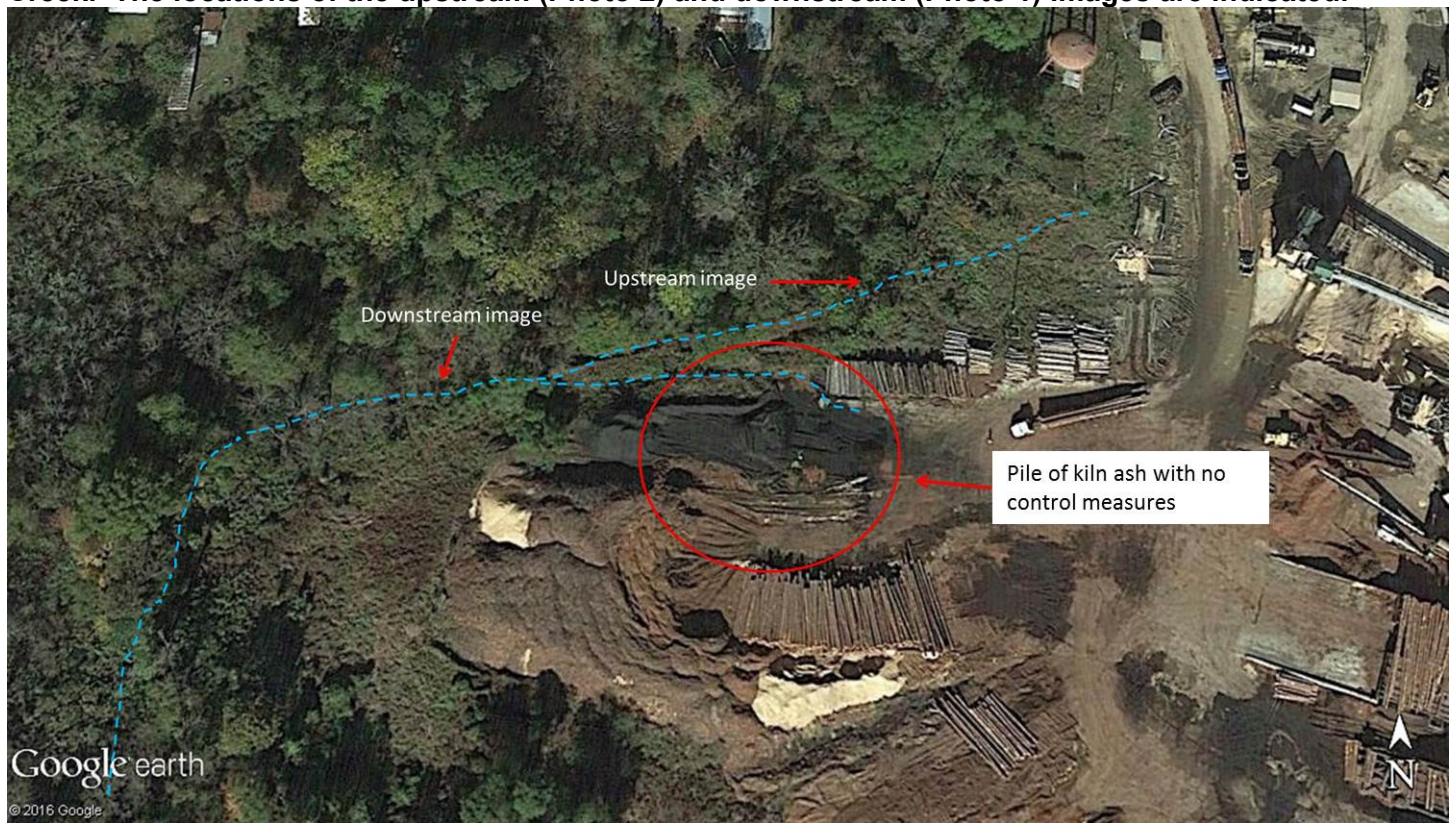 Upstream image
Downstream image
Pile of kiln ash with no
control measures
Google earth
N
© 2016 Google